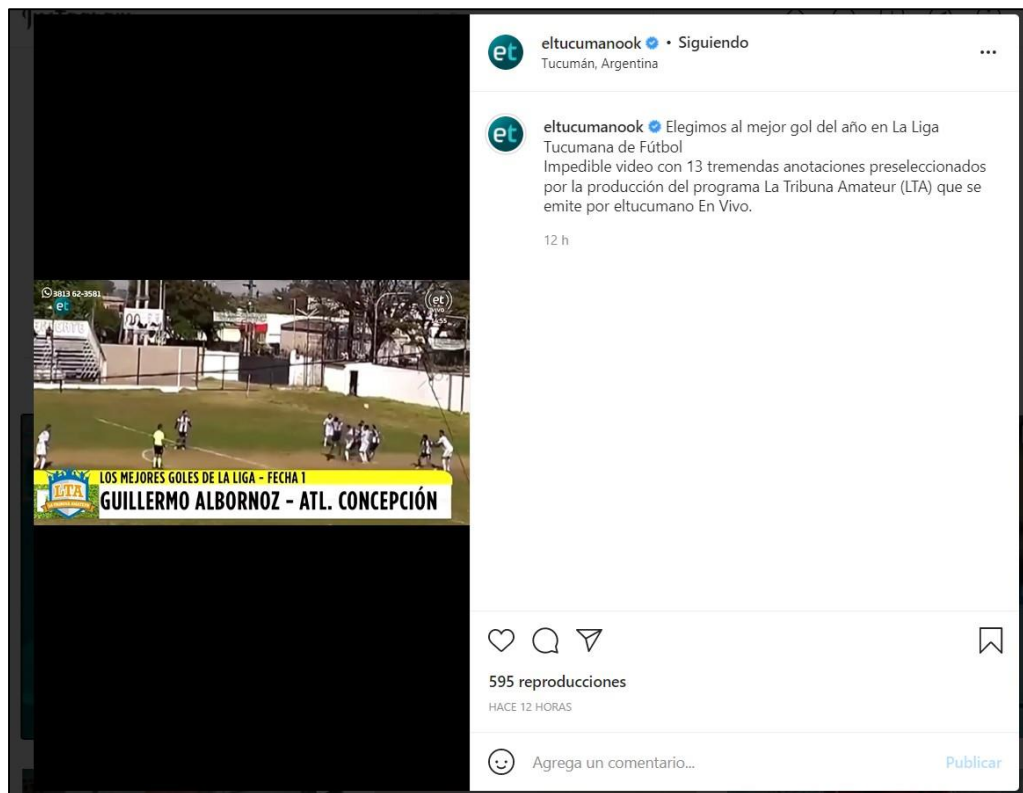 eltucumanook • Siguiendo
Tucumán, Argentina
eltucumanook Elegimos al mejor gol del año en La Liga
Tucumana de Fútbol
Impedible video con 13 tremendas anotaciones preseleccionados
por la producción del programa La Tribuna Amateur (LTA) que se
emite por eltucumano En Vivo.
12 h
3813 62-3581
et
(et)
VIVO
LOS MEJORES GOLES DE LA LIGA - FECHA 1
LTA
GUILLERMO ALBORNOZ - ATL. CONCEPCIÓN
595 reproducciones
HACE 12 HORAS
Agrega un comentario...
Publicar